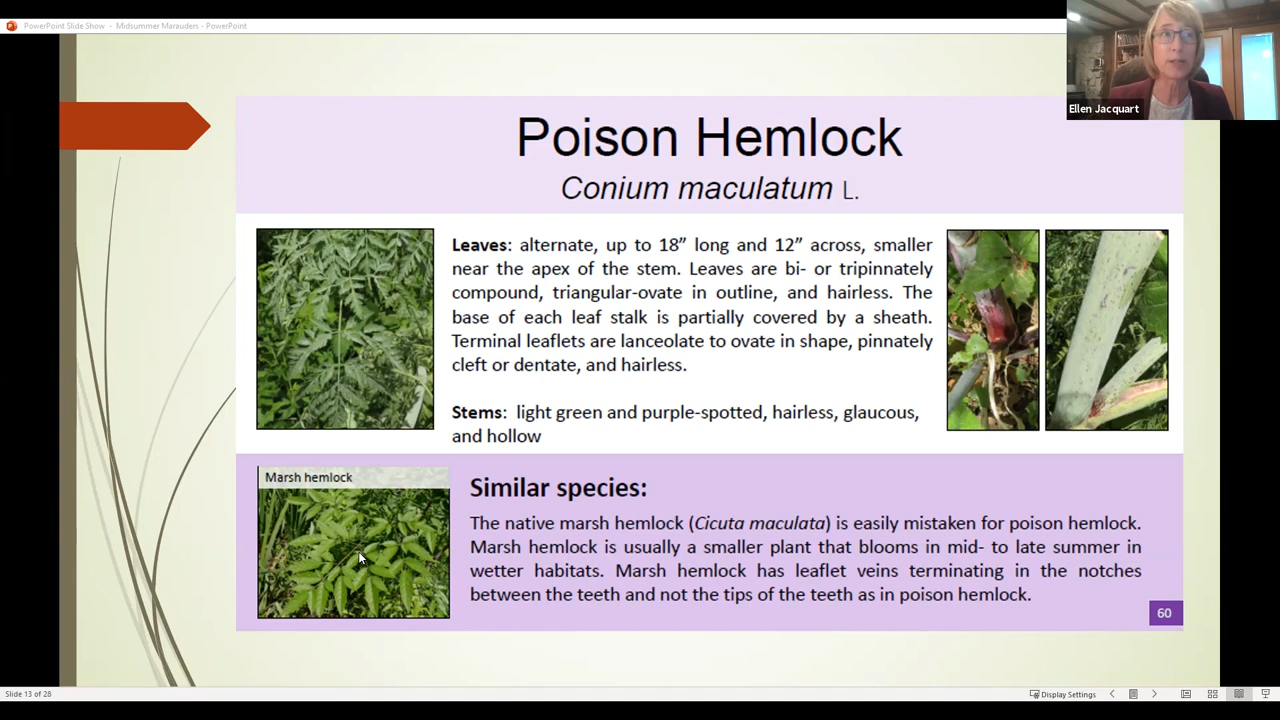 PowerPoint Slide Show - Midsummer Marauders - PowerPoint
Ellen Jacquart
Poison Hemlock
Conium maculatum L.
Leaves: alternate, up to 18” long and 12” across, smaller
near the apex of the stem. Leaves are bi- or tripinnately
compound, triangular-ovate in outline, and hairless. The
base of each leaf stalk is partially covered by a sheath.
Terminal leaflets are lanceolate to ovate in shape, pinnately
cleft or dentate, and hairless.
Stems: light green and purple-spotted, hairless, glaucous,
and hollow
Marsh hemlock
Similar species:
The native marsh hemlock (Cicuta maculata) is easily mistaken for poison hemlock.
Marsh hemlock is usually a smaller plant that blooms in mid- to late summer in
wetter habitats. Marsh hemlock has leaflet veins terminating in the notches
between the teeth and not the tips of the teeth as in poison hemlock.
60
Slide 13 of 28
Display Settings